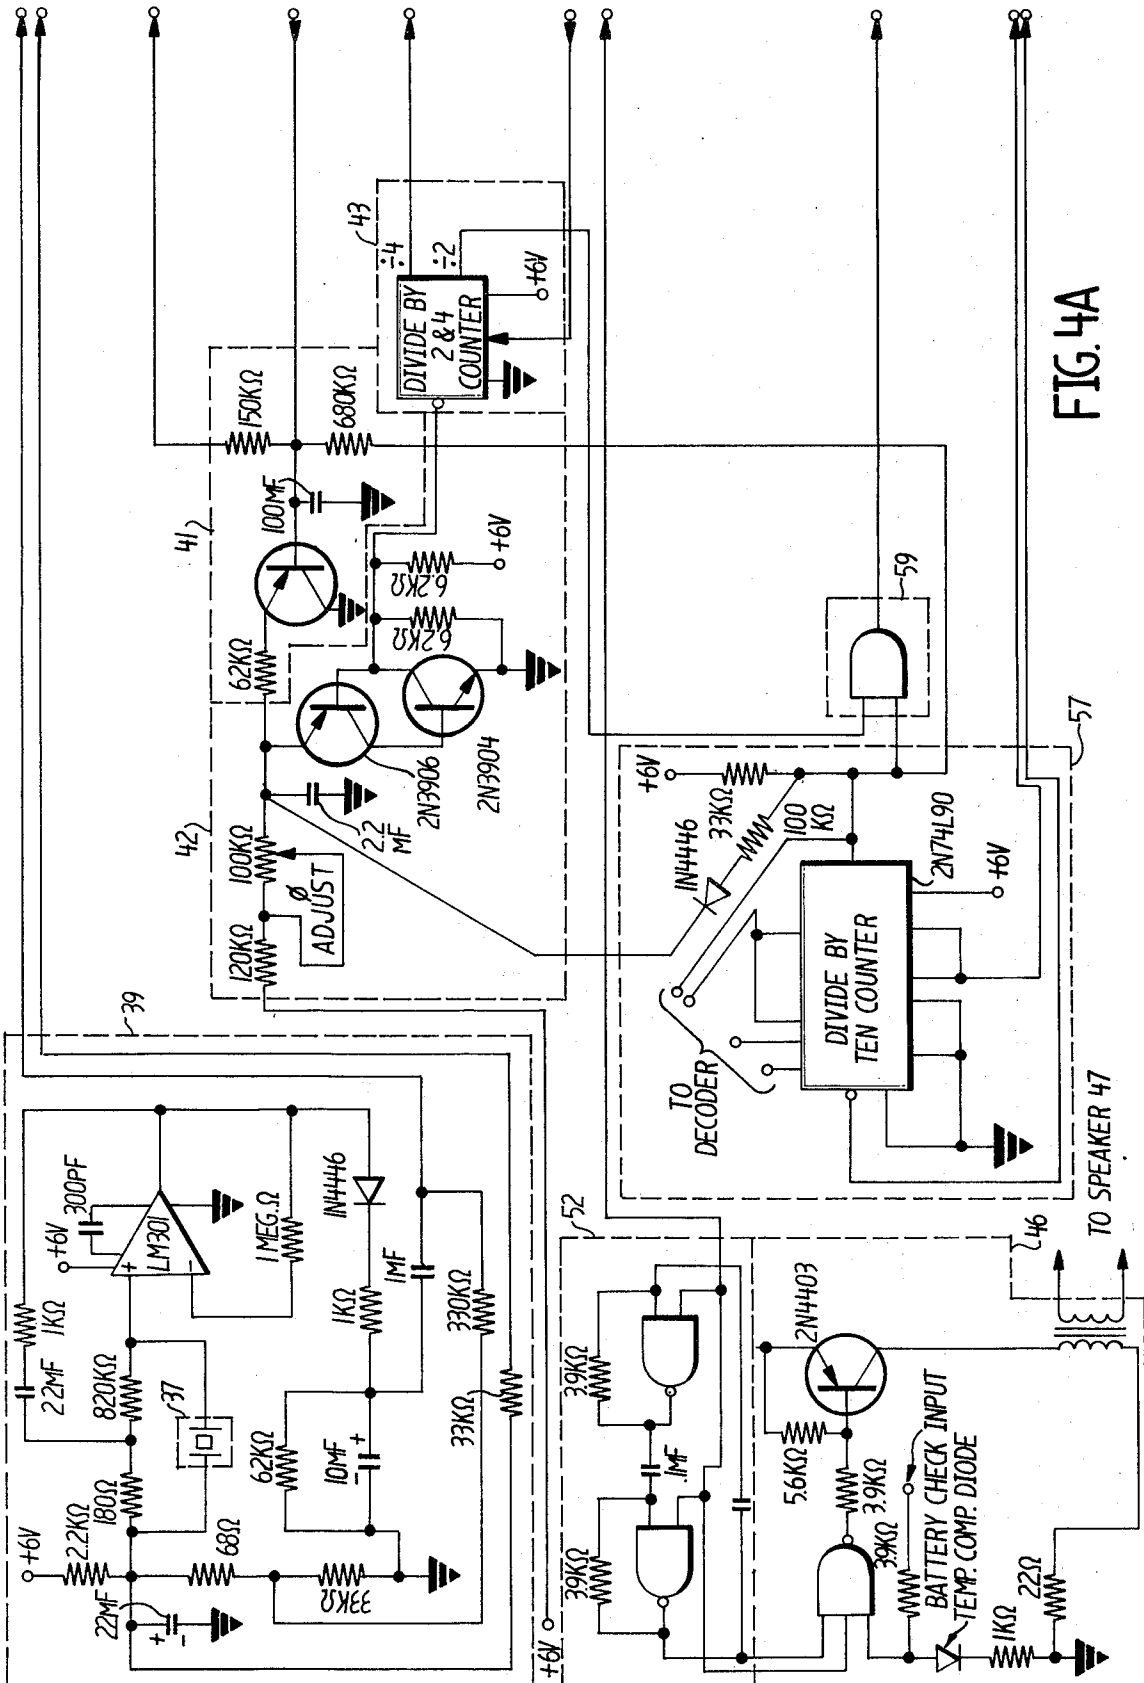 39
+6V
2.2KΩ
22MF
+
-
180Ω
820KΩ
22MF
1KΩ
37
68Ω
33KΩ
+6V
300PF
LM301
+
-
1MEG.Ω
IN4446
1KΩ
1MF
62KΩ
10MF
-
+
330KΩ
33KΩ
+6V
42
120KΩ
100KΩ
Ø
ADJUST
2.2
MF
2N3906
2N3904
62KΩ
41
100MF
150KΩ
680KΩ
6.2KΩ
6.2KΩ
+6V
43
÷4
÷2
DIVIDE BY
2 & 4
COUNTER
+6V
52
3.9KΩ
3.9KΩ
.1MF
46
2N4403
5.6KΩ
3.9KΩ
3.9KΩ
BATTERY CHECK INPUT
TEMP. COMP. DIODE
1KΩ
22Ω
TO SPEAKER 47
57
TO
DECODER
DIVIDE BY
TEN COUNTER
2N74L90
+6V
IN4446
33KΩ
100
KΩ
+6V
59
FIG. 4A